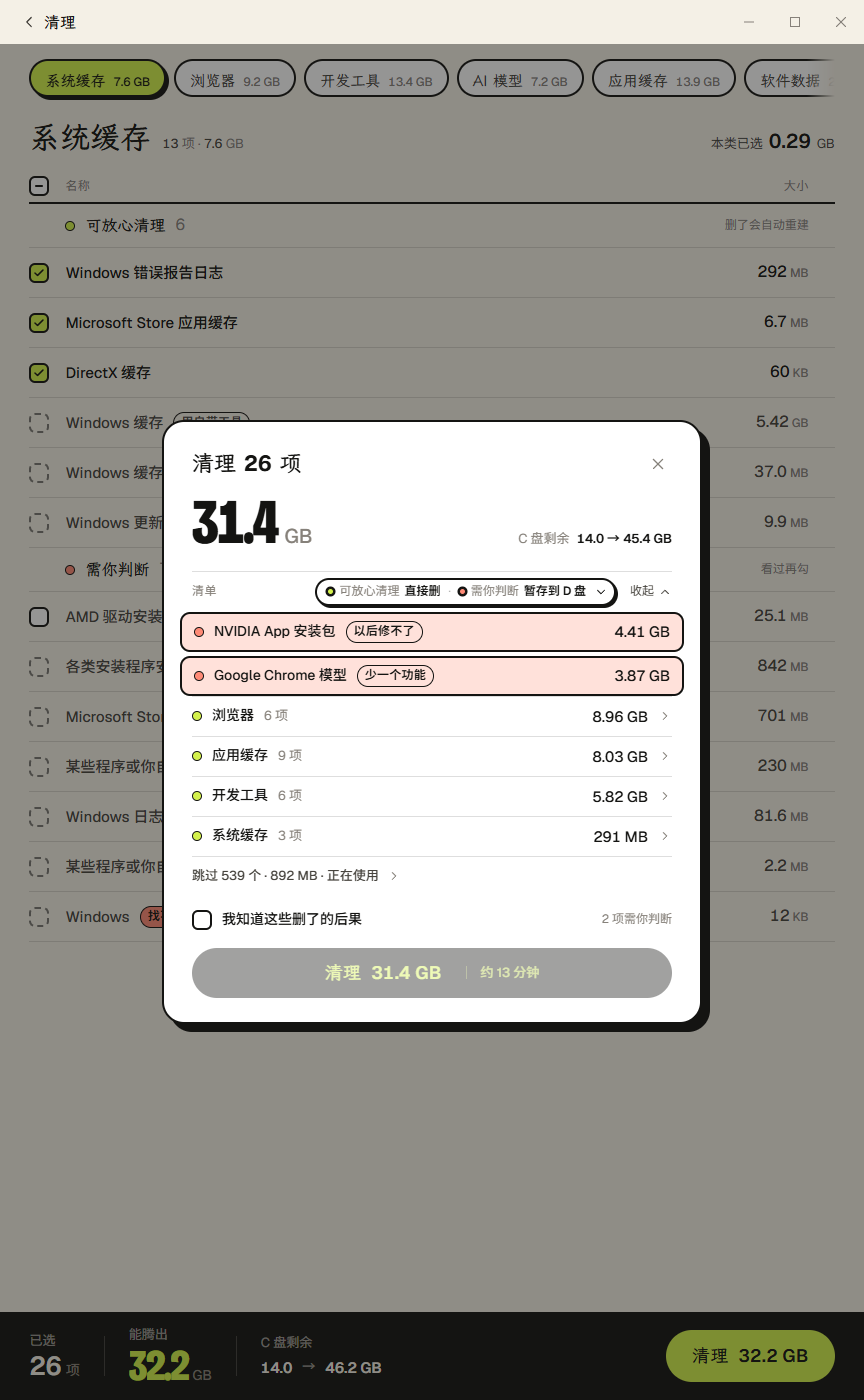 清理
系统缓存 7.6 GB 浏览器 9.2 GB 开发工具 13.4 GB AI 模型 7.2 GB 应用缓存 13.9 GB 软件数据
系统缓存 13 项 · 7.6 GB 本类已选 0.29 GB
名称 大小
可放心清理 6 删了会自动重建
Windows 错误报告日志 292 MB
Microsoft Store 应用缓存 6.7 MB
DirectX 缓存 60 KB
Windows 缓存 5.42 GB
Windows 缓存 37.0 MB
Windows 更新 9.9 MB
需你判断 看过再勾
AMD 驱动安装 25.1 MB
各类安装程序 842 MB
Microsoft Sto 701 MB
某些程序或你 230 MB
Windows 日志 81.6 MB
某些程序或你 2.2 MB
Windows 找 12 KB
清理 26 项
31.4 GB C 盘剩余 14.0 → 45.4 GB
清单 可放心清理 直接删 · 需你判断 暂存到 D 盘 收起
NVIDIA App 安装包 以后修不了 4.41 GB
Google Chrome 模型 少一个功能 3.87 GB
浏览器 6 项 8.96 GB
应用缓存 9 项 8.03 GB
开发工具 6 项 5.82 GB
系统缓存 3 项 291 MB
跳过 539 个 · 892 MB · 正在使用
我知道这些删了的后果 2 项需你判断
清理 31.4 GB 约 13 分钟
已选 能腾出 C 盘剩余
26 项 32.2 GB 14.0 → 46.2 GB 清理 32.2 GB